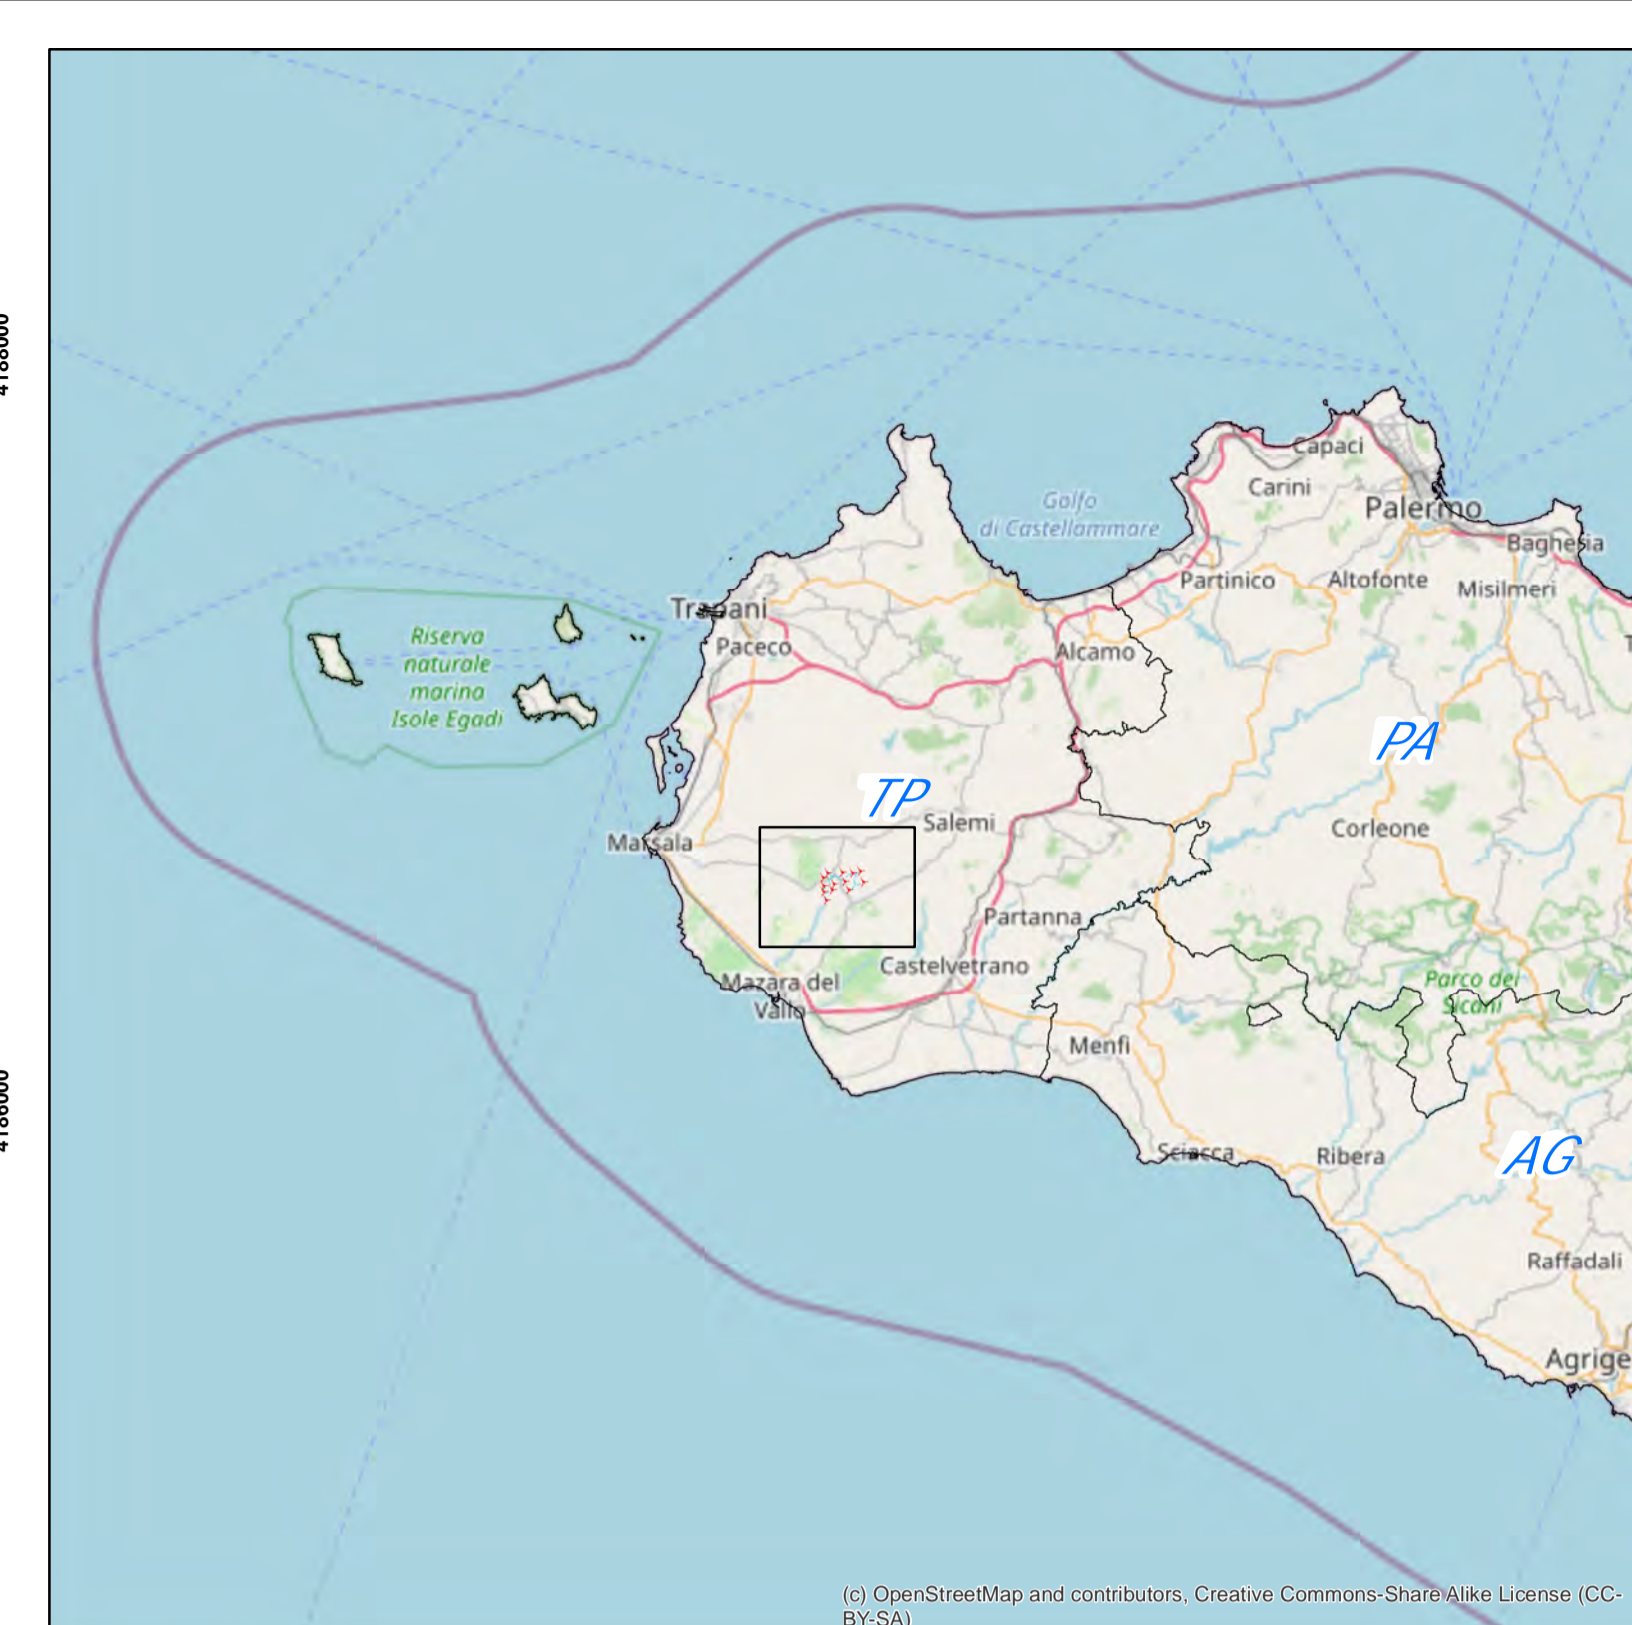 Capaci
Carini
Palermo
Golfo
di Castellammare
Bagheria
Partinico
Altofonte
Misilmeri
Trapani
Riserva
naturale
marina
Isole Egadi
Paceco
Alcamo
PA
TP
Salemi
Corleone
Marsala
Partanna
Castelvetrano
Mazara del
Vallo
Parco dei
Sicani
Menfi
Sciacca
Ribera
AG
Raffadali
Agrige
(c) OpenStreetMap and contributors, Creative Commons-Share Alike License (CC-
BY-SA)